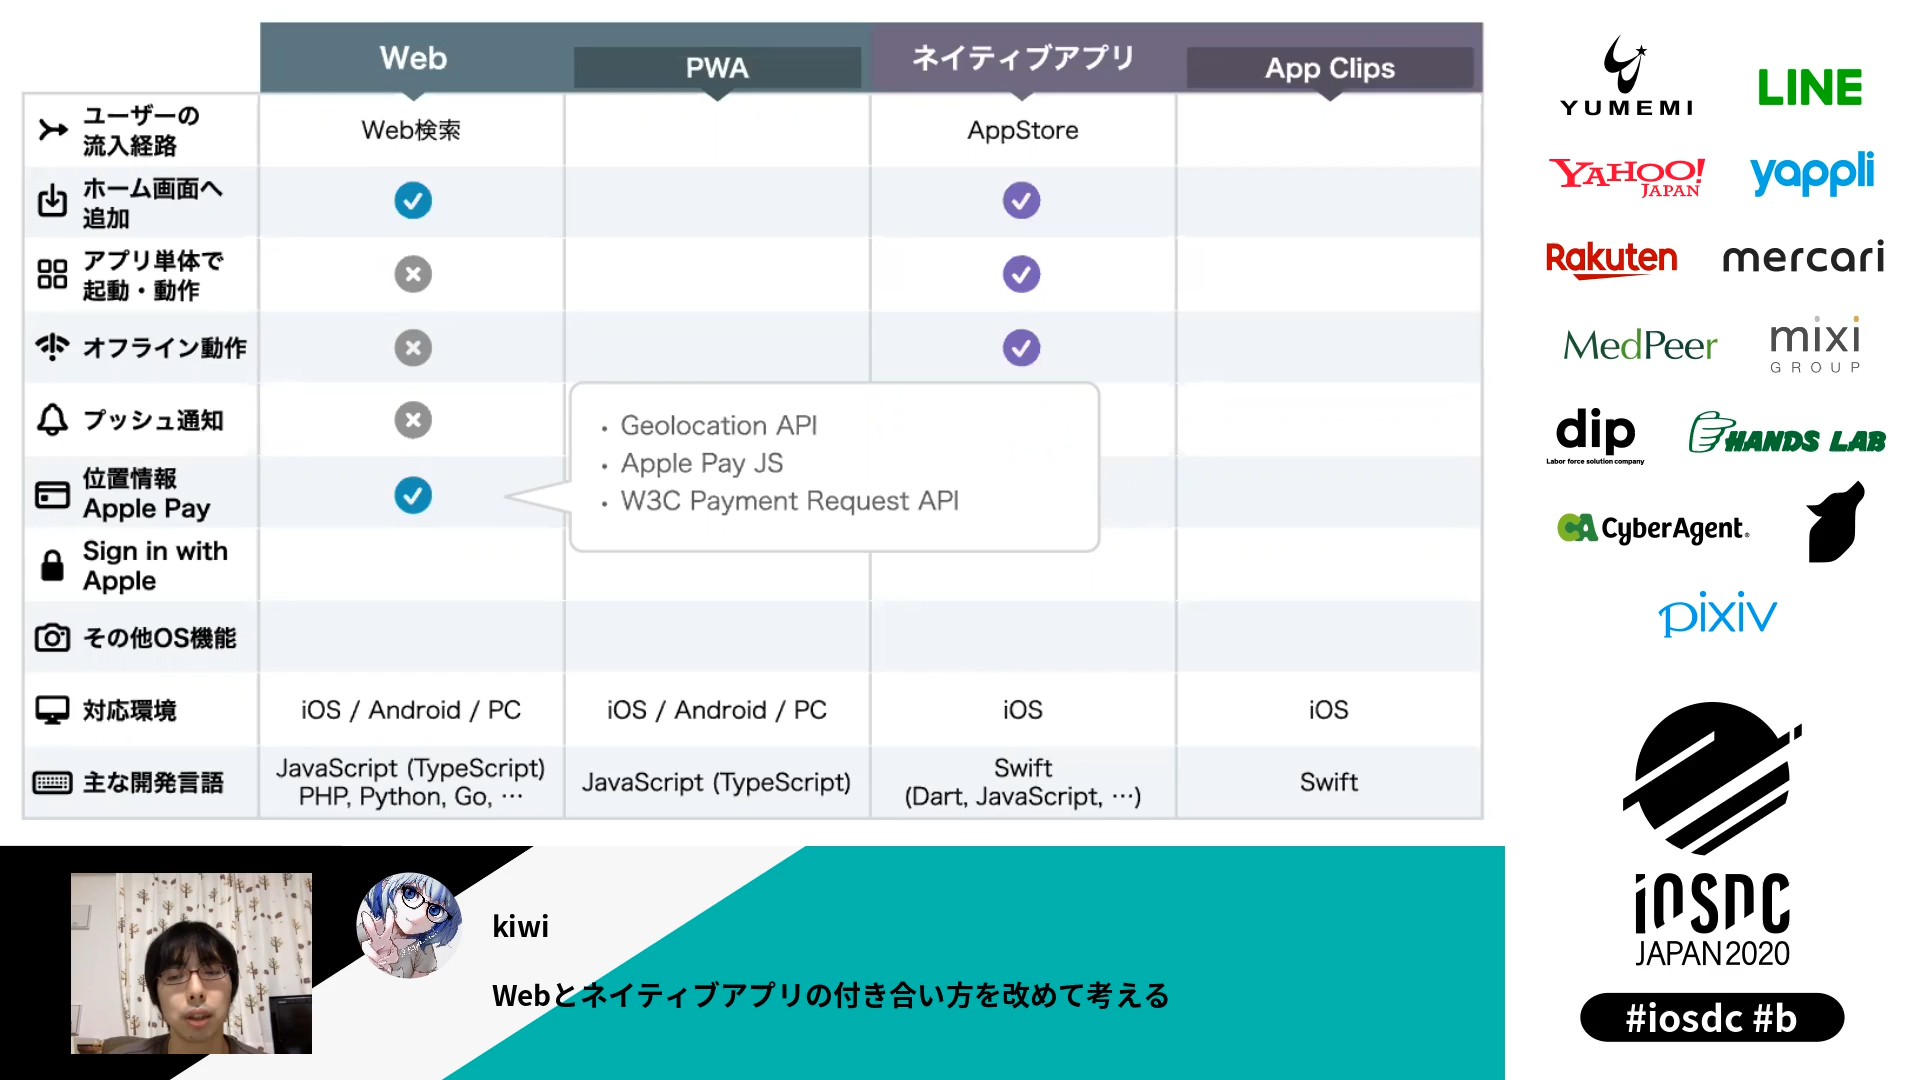 Web
PWA
ネイティブアプリ
App Clips
ユーザーの
流入経路
Web検索
AppStore
ホーム画面へ
追加
アプリ単体で
起動・動作
オフライン動作
プッシュ通知
位置情報
Apple Pay
・ Geolocation API
・ Apple Pay JS
・ W3C Payment Request API
Sign in with
Apple
その他OS機能
対応環境
iOS / Android / PC
iOS / Android / PC
iOS
iOS
主な開発言語
JavaScript (TypeScript)
PHP, Python, Go, …
JavaScript (TypeScript)
Swift
(Dart, JavaScript, …)
Swift
kiwi
Webとネイティブアプリの付き合い方を改めて考える
YUMEMI
LINE
YAHOO!
JAPAN
yappli
Rakuten
mercari
MedPeer
mixi
GROUP
dip
Labor force solution company
HANDS LAB
CA CyberAgent.
pixiv
iOSDC
JAPAN 2020
#iosdc #b